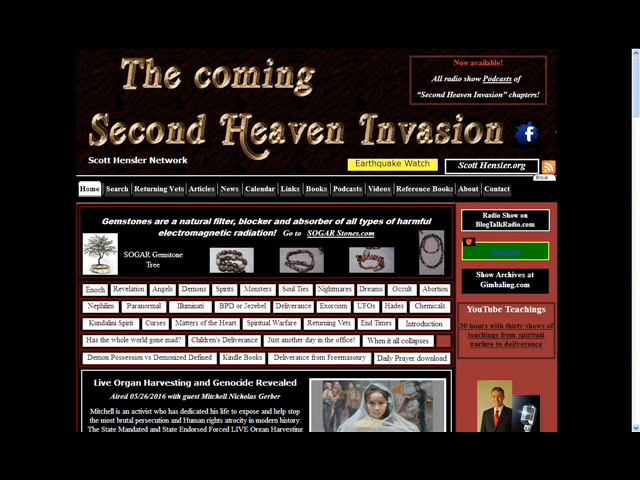 The coming
Second Heaven Invasion
Now available!
All radio show Podcasts of
“Second Heaven Invasion” chapters!
Scott Hensler Network
Earthquake Watch
Scott Hensler.org
Home Search Returning Vets Articles News Calendar Links Books Podcasts Videos Reference Books About Contact
Gemstones are a natural filter, blocker and absorber of all types of harmful
electromagnetic radiation! Go to SOGAR Stones.com
SOGAR Gemstone
Tree
Enoch Revelation Angels Demons Spirits Monsters Soul Ties Nightmares Dreams Occult Abortion
Nephilim Paranormal Illuminati BPD or Jezebel Deliverance Exorcism UFOs Hades Chemicals
Kundalini Spirit Curses Matters of the Heart Spiritual Warfare Returning Vets End Times Introduction
Has the whole world gone mad? Children's Deliverance Just another day in the office! When it all collapses
Demon Possession vs Demonized Defined Kindle Books Deliverance from Freemasonry Daily Prayer download
Live Organ Harvesting and Genocide Revealed
Aired 05/26/2016 with guest Mitchell Nicholas Gerber
Mitchell is an activist who has dedicated his life to expose and help stop
the most brutal persecution and Human rights atrocity in modern history:
The State Mandated and State Endorsed Forced LIVE Organ Harvesting
Radio Show on
BlogTalkRadio.com
Show Archives at
Gimbaling.com
YouTube Teachings
30 hours with thirty shows of
teachings from spiritual
warfare to deliverance